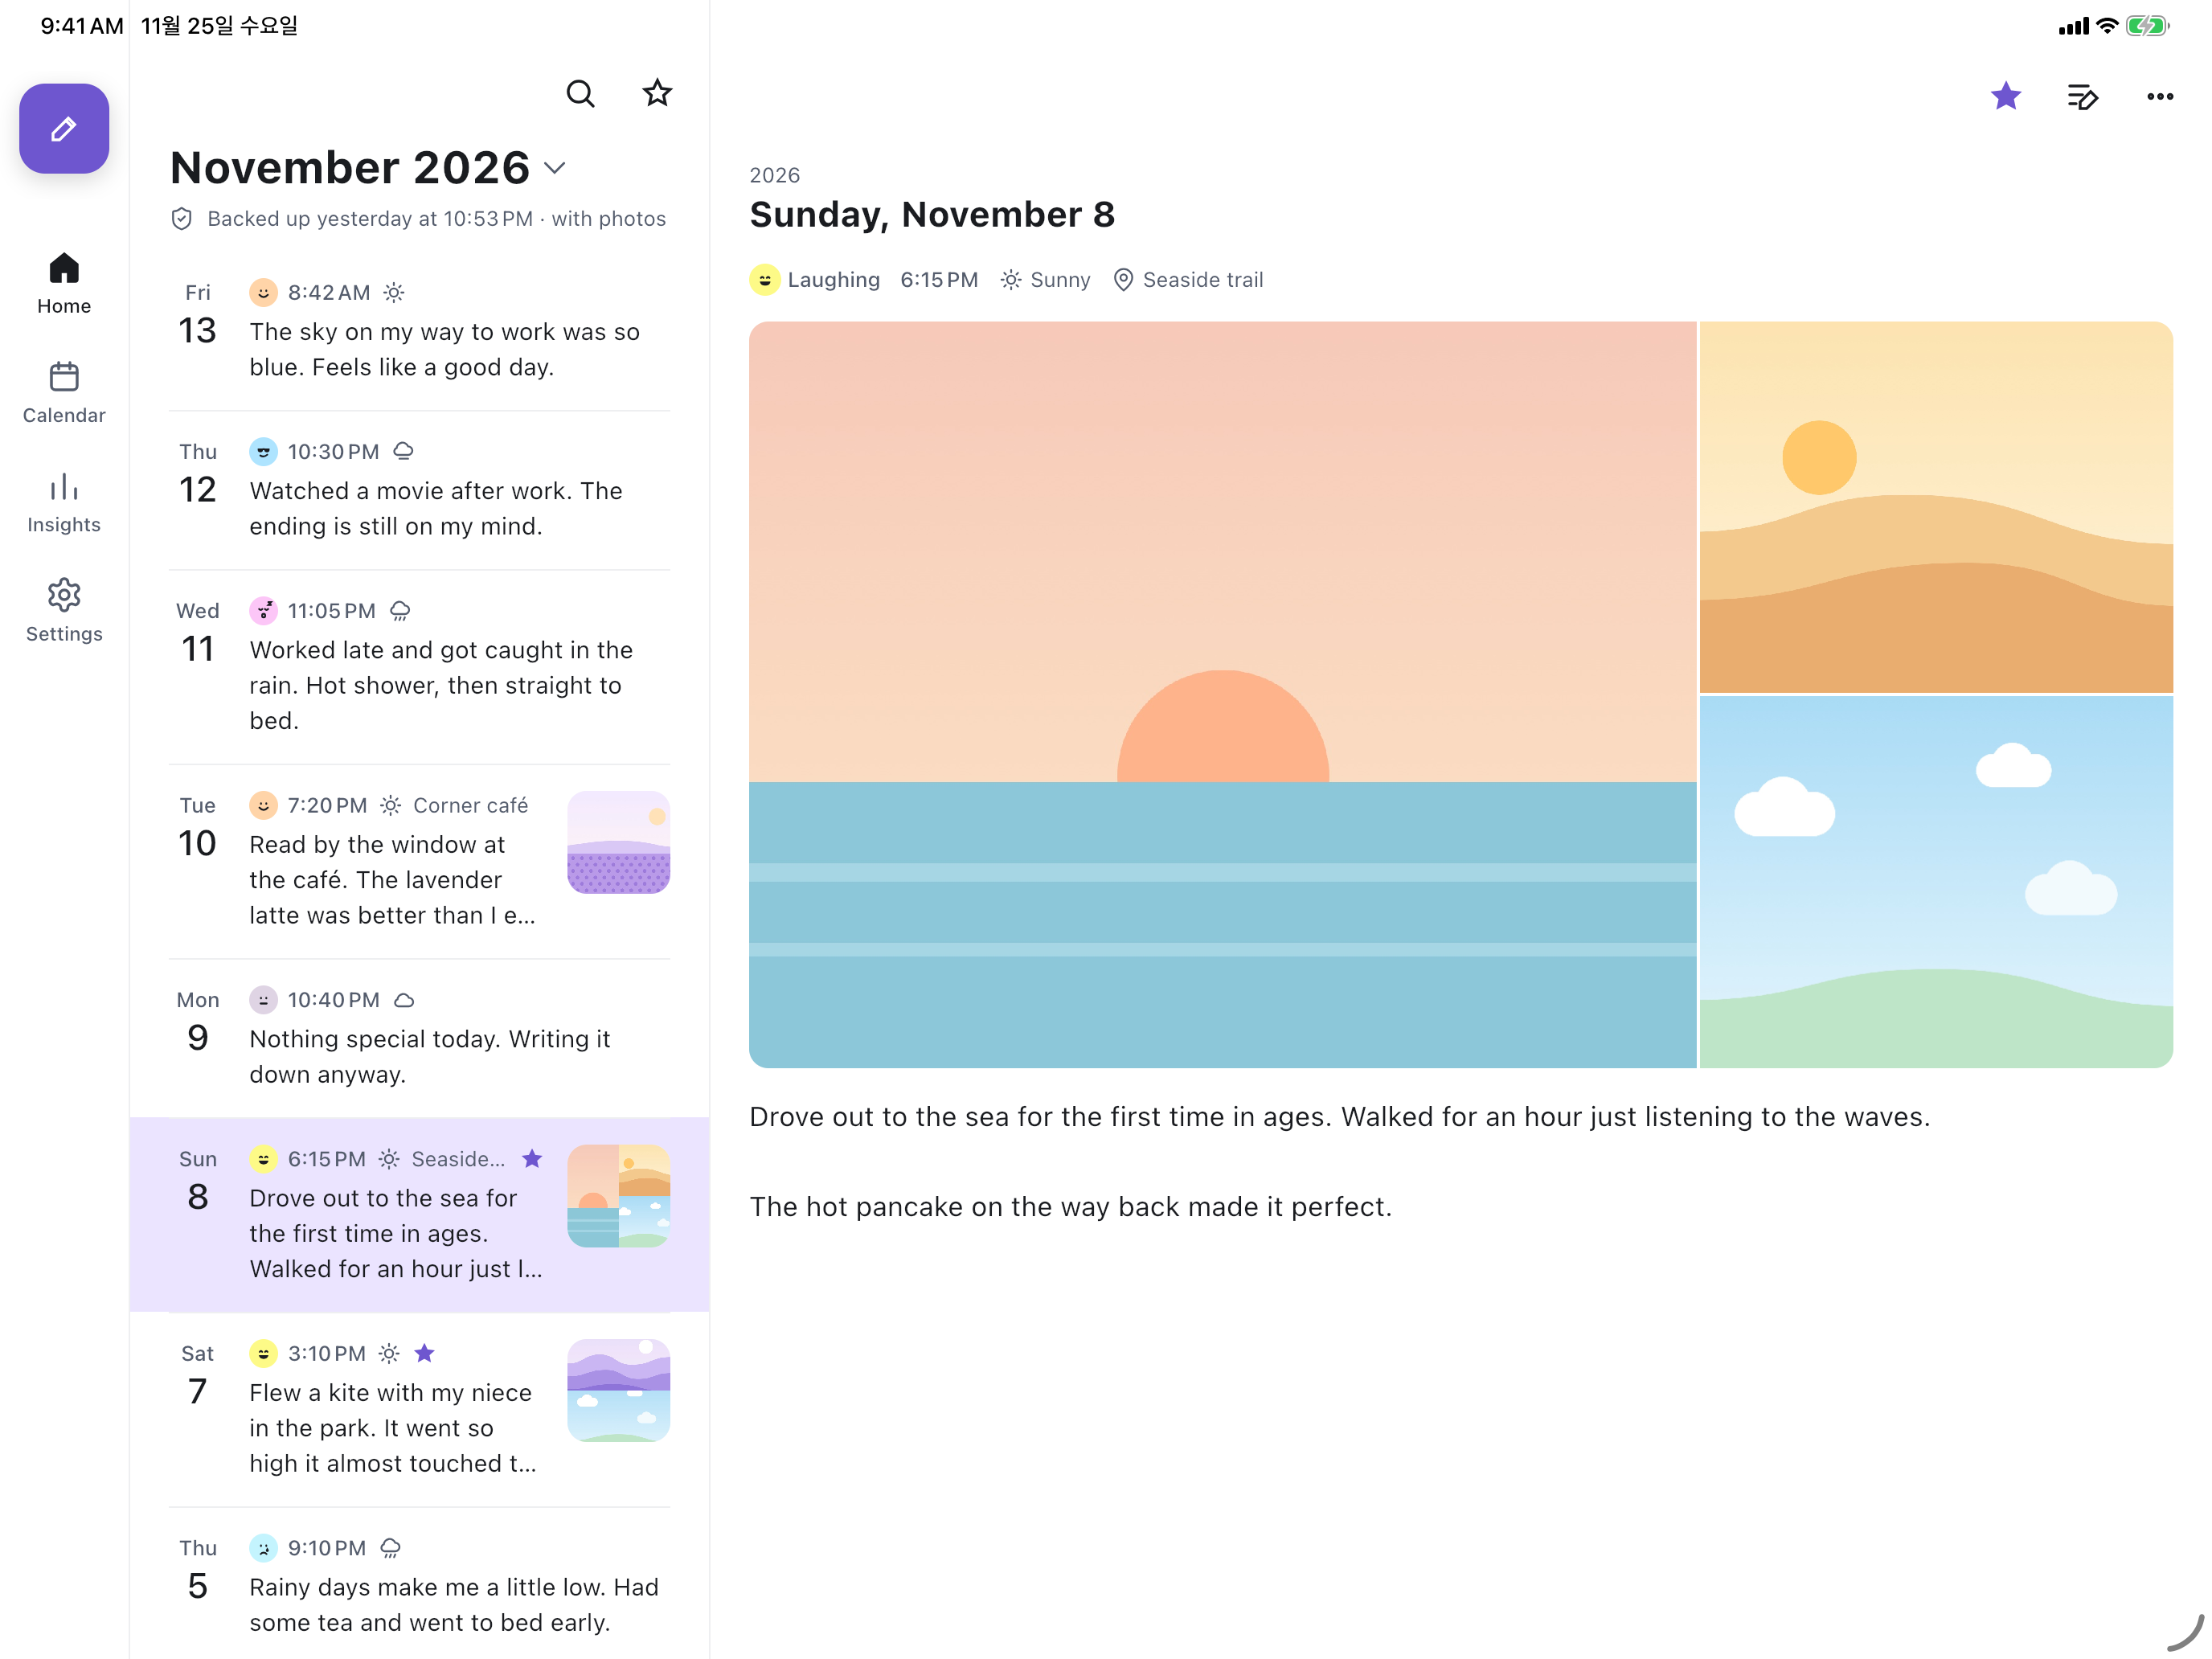 9:41 AM 11월 25일 수요일
Home
Calendar
Insights
Settings
November 2026
Backed up yesterday at 10:53 PM · with photos
Fri
13
8:42 AM
The sky on my way to work was so
blue. Feels like a good day.
Thu
12
10:30 PM
Watched a movie after work. The
ending is still on my mind.
Wed
11
11:05 PM
Worked late and got caught in the
rain. Hot shower, then straight to
bed.
Tue
10
7:20 PM Corner café
Read by the window at
the café. The lavender
latte was better than I e...
Mon
9
10:40 PM
Nothing special today. Writing it
down anyway.
Sun
8
6:15 PM Seaside...
Drove out to the sea for
the first time in ages.
Walked for an hour just l...
Sat
7
3:10 PM
Flew a kite with my niece
in the park. It went so
high it almost touched t...
Thu
5
9:10 PM
Rainy days make me a little low. Had
some tea and went to bed early.
2026
Sunday, November 8
Laughing 6:15 PM Sunny Seaside trail
Drove out to the sea for the first time in ages. Walked for an hour just listening to the waves.
The hot pancake on the way back made it perfect.